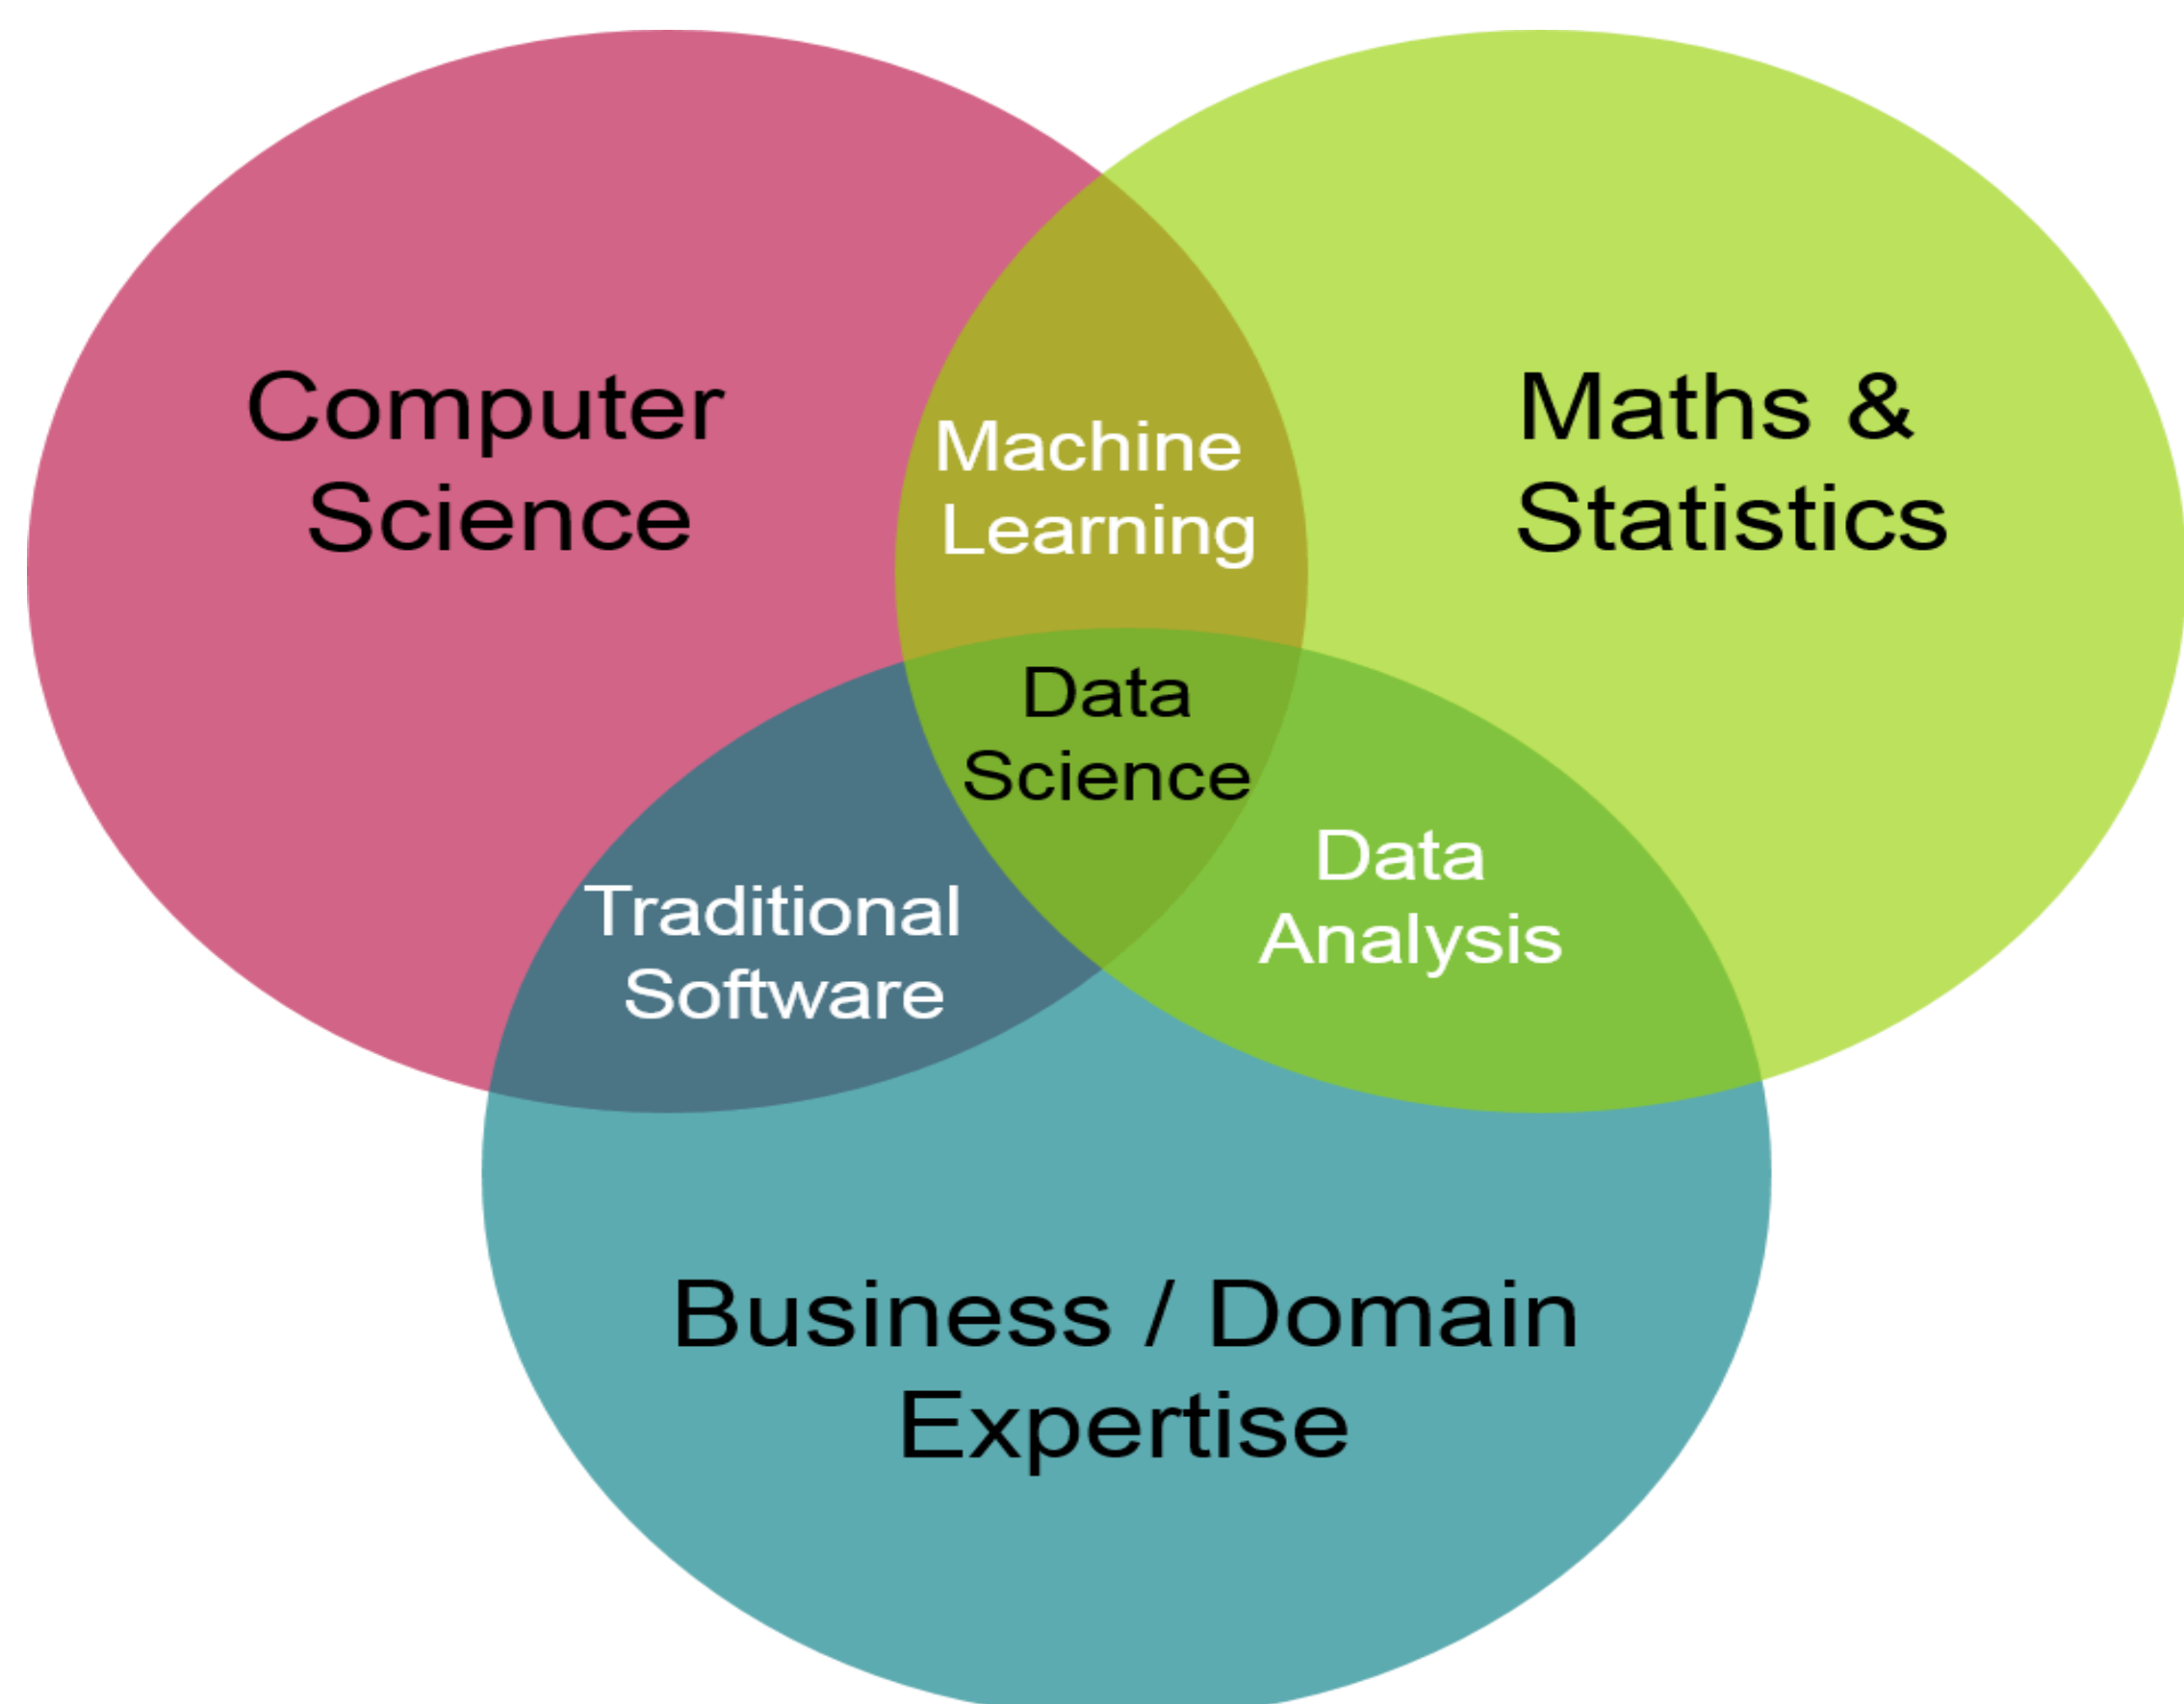 Computer
Science
Maths &
Statistics
Machine
Learning
Data
Science
Traditional
Software
Data
Analysis
Business / Domain
Expertise